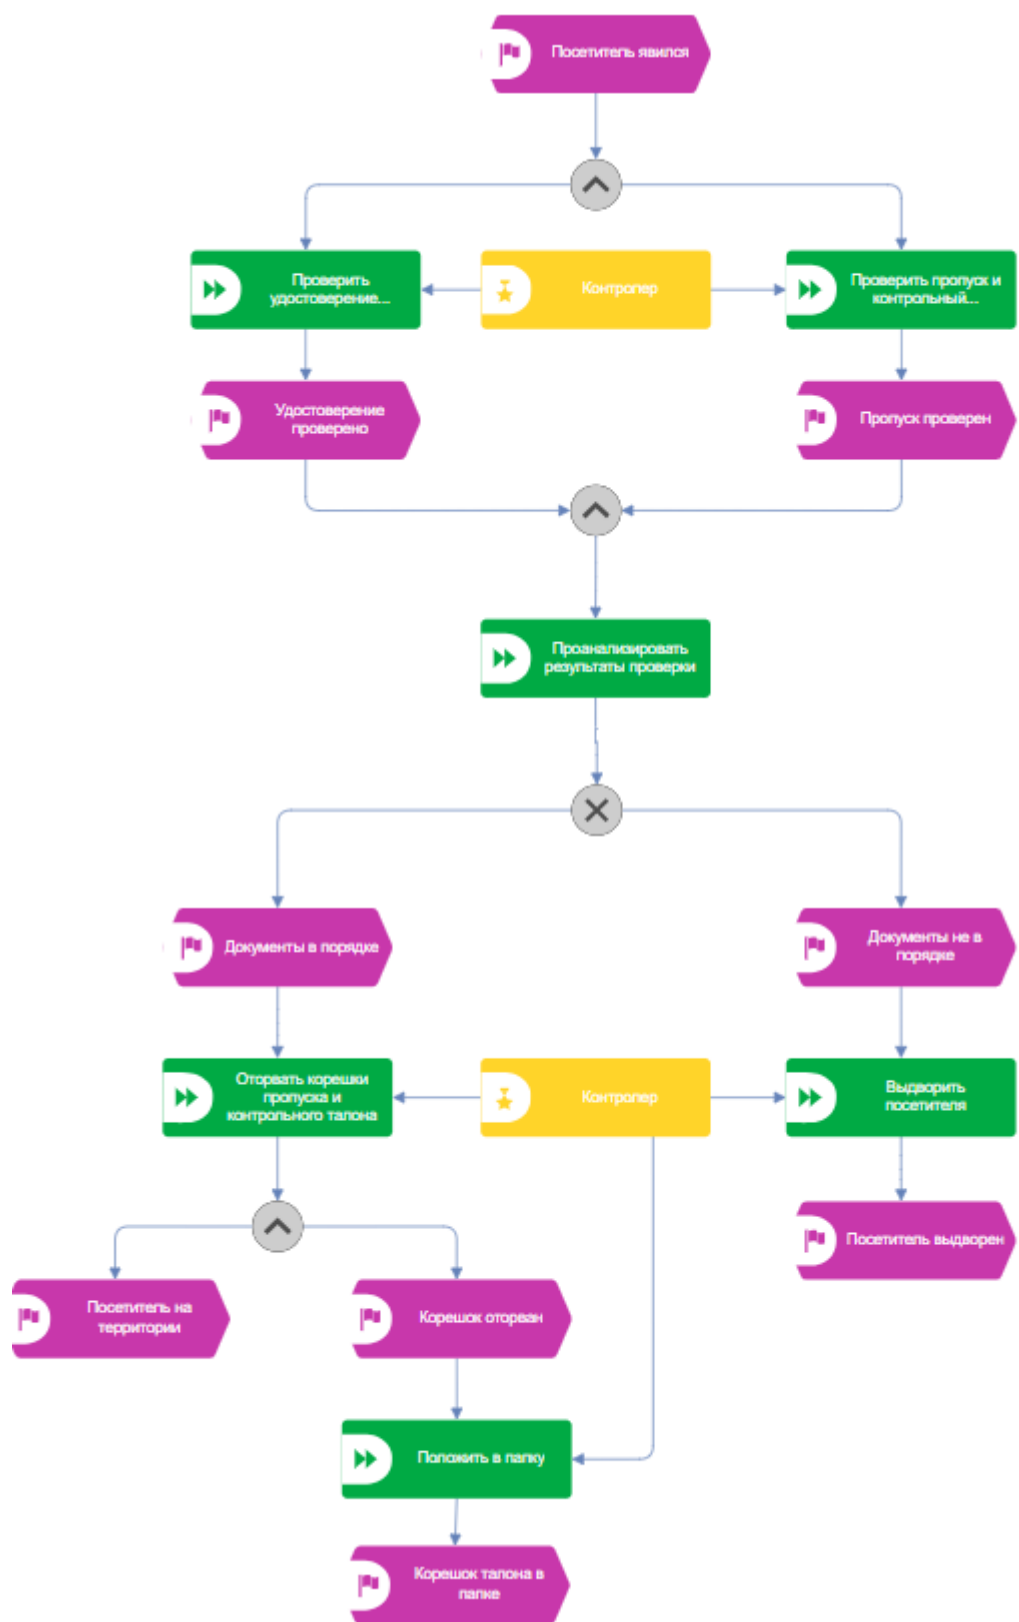 Посетитель явился
Проверить
удостоверение...
Контролер
Проверить пропуск и
контрольный...
Удостоверение
проверено
Пропуск проверен
Проанализировать
результаты проверки
Документы в порядке
Документы не в
порядке
Оторвать корешки
пропуска и
контрольного талона
Контролер
Выдворить
посетителя
Посетитель выдворен
Посетитель на
территории
Корешок оторван
Положить в папку
Корешок талона в
папке